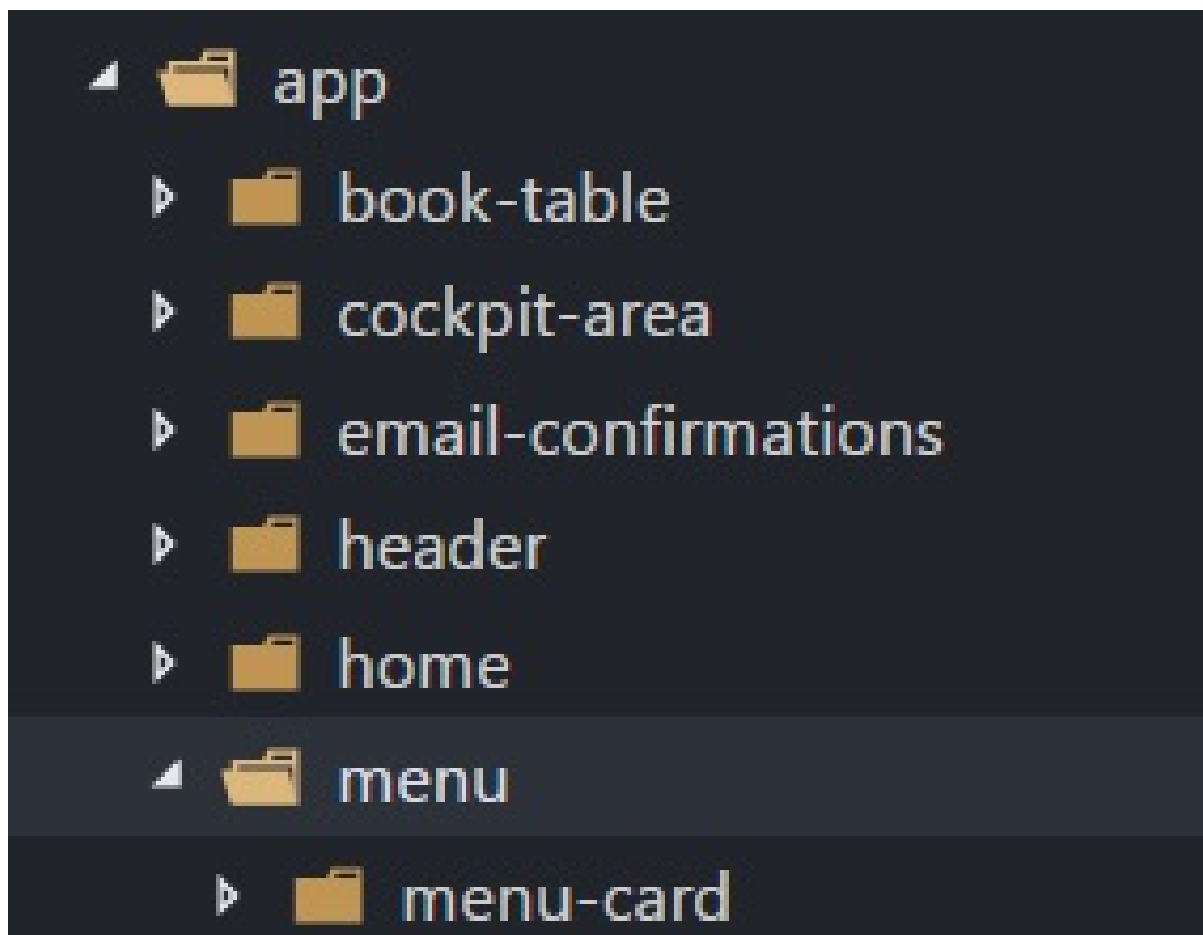 app
book-table
cockpit-area
email-confirmations
header
home
menu
menu-card